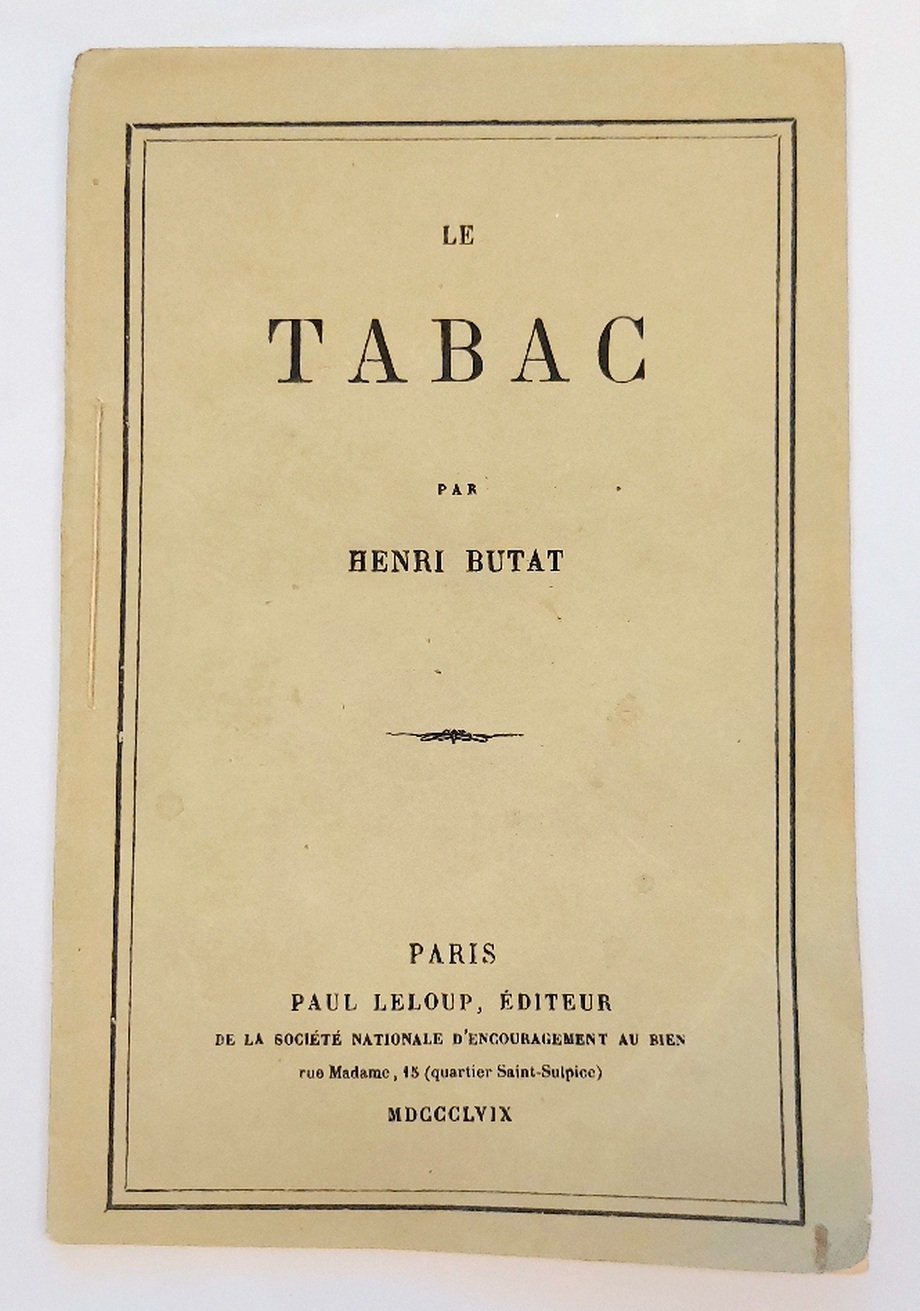 LE
TABAC
PAR
HENRI BUTAT
PARIS
PAUL LELOUP, ÉDITEUR
DE LA SOCIÉTÉ NATIONALE D'ENCOURAGEMENT AU BIEN
rue Madame, 15 (quartier Saint-Sulpice)
MDCCCLVIX